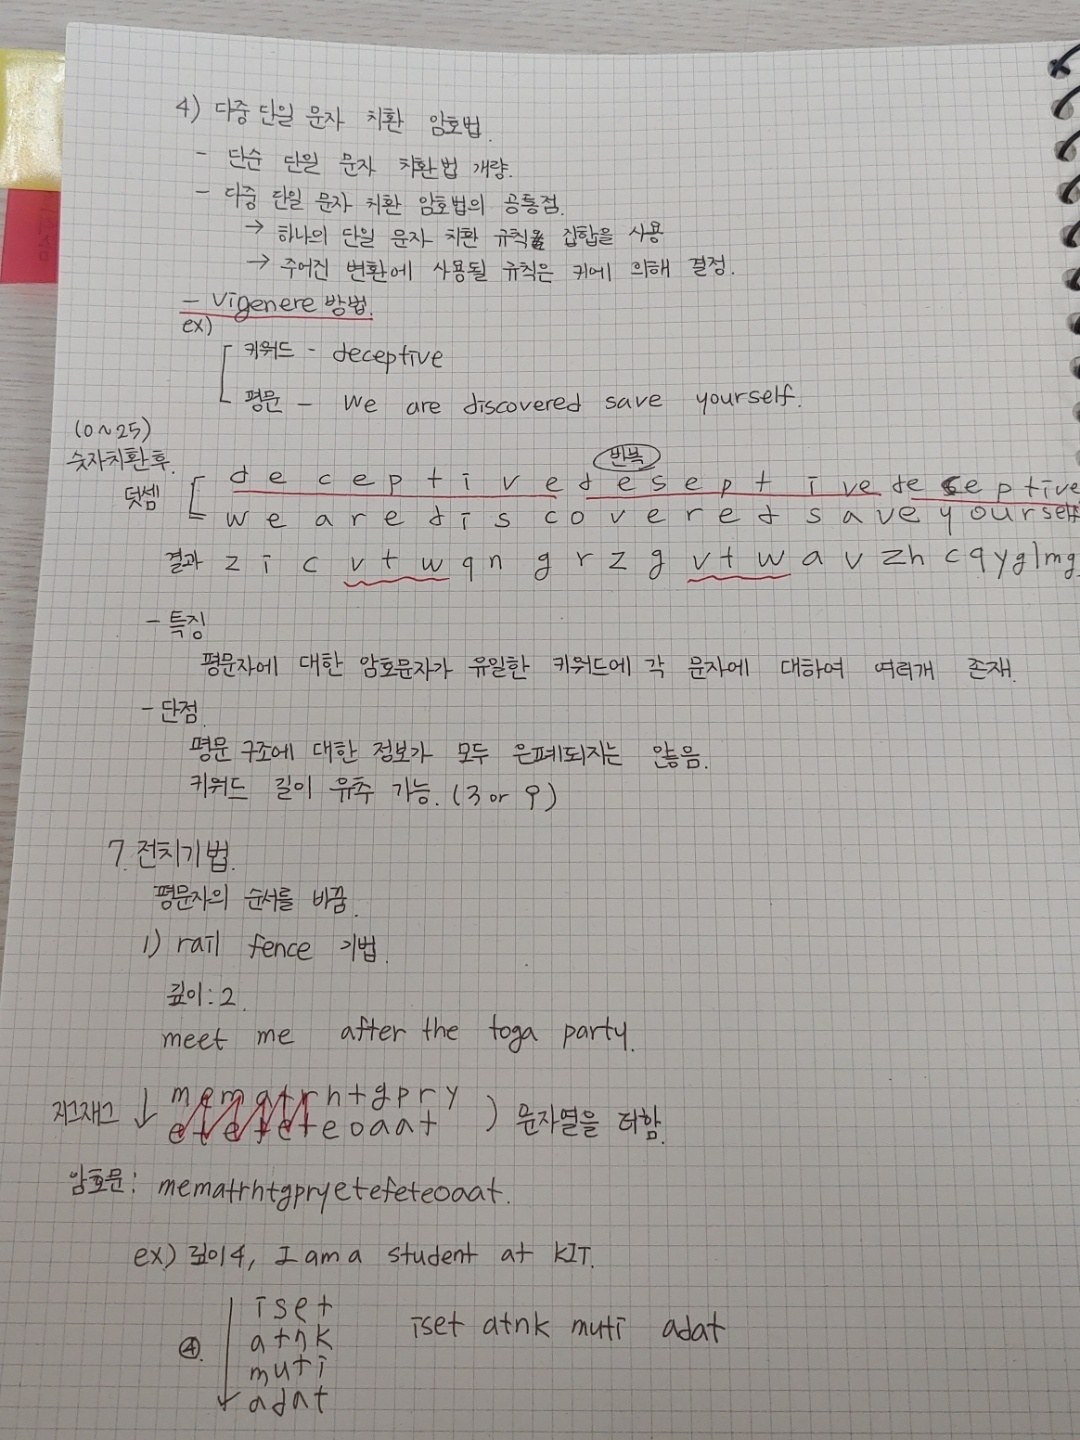 4) 다중 단일 문자 치환 암호법.
- 단순 단일 문자 치환법 개량.
- 다중 단일 문자 치환 암호법의 공통점.
→ 하나의 단일 문자 치환 규칙 집합을 사용
→ 주어진 변환에 사용될 규칙은 키에 의해 결정.
- vigenere 방법.
ex)
키워드 - deceptive
평문 - we are discovered save yourself.
(0~25)
숫자치환후
반복
덧셈 d e c e p t i v e d e s e p t i v e d e c e p t i v e
w e a r e d i s c o v e r e d s a v e y o u r s e l f
결과 z i c v t w q n g r z g v t w a v z h c q y g l m g
- 특징
평문자에 대한 암호문자가 유일한 키워드에 각 문자에 대하여 여러개 존재.
- 단점.
평문 구조에 대한 정보가 모두 은폐되지는 않음.
키워드 길이 유추 가능. (3 or 9)
7. 전치기법.
평문자의 순서를 바꿈.
1) rail fence 기법.
깊이 : 2.
meet me after the toga party.
지그재그 ↓ m e m a t r h t g p r y
e t e f e t e o a a t ) 문자열을 더함.
암호문 : mematrhtgpryetefeteoaat.
ex) 깊이 4, I am a student at KIT.
i s e t
a t n k iset atnk muti adat
④ m u t i
a d a t